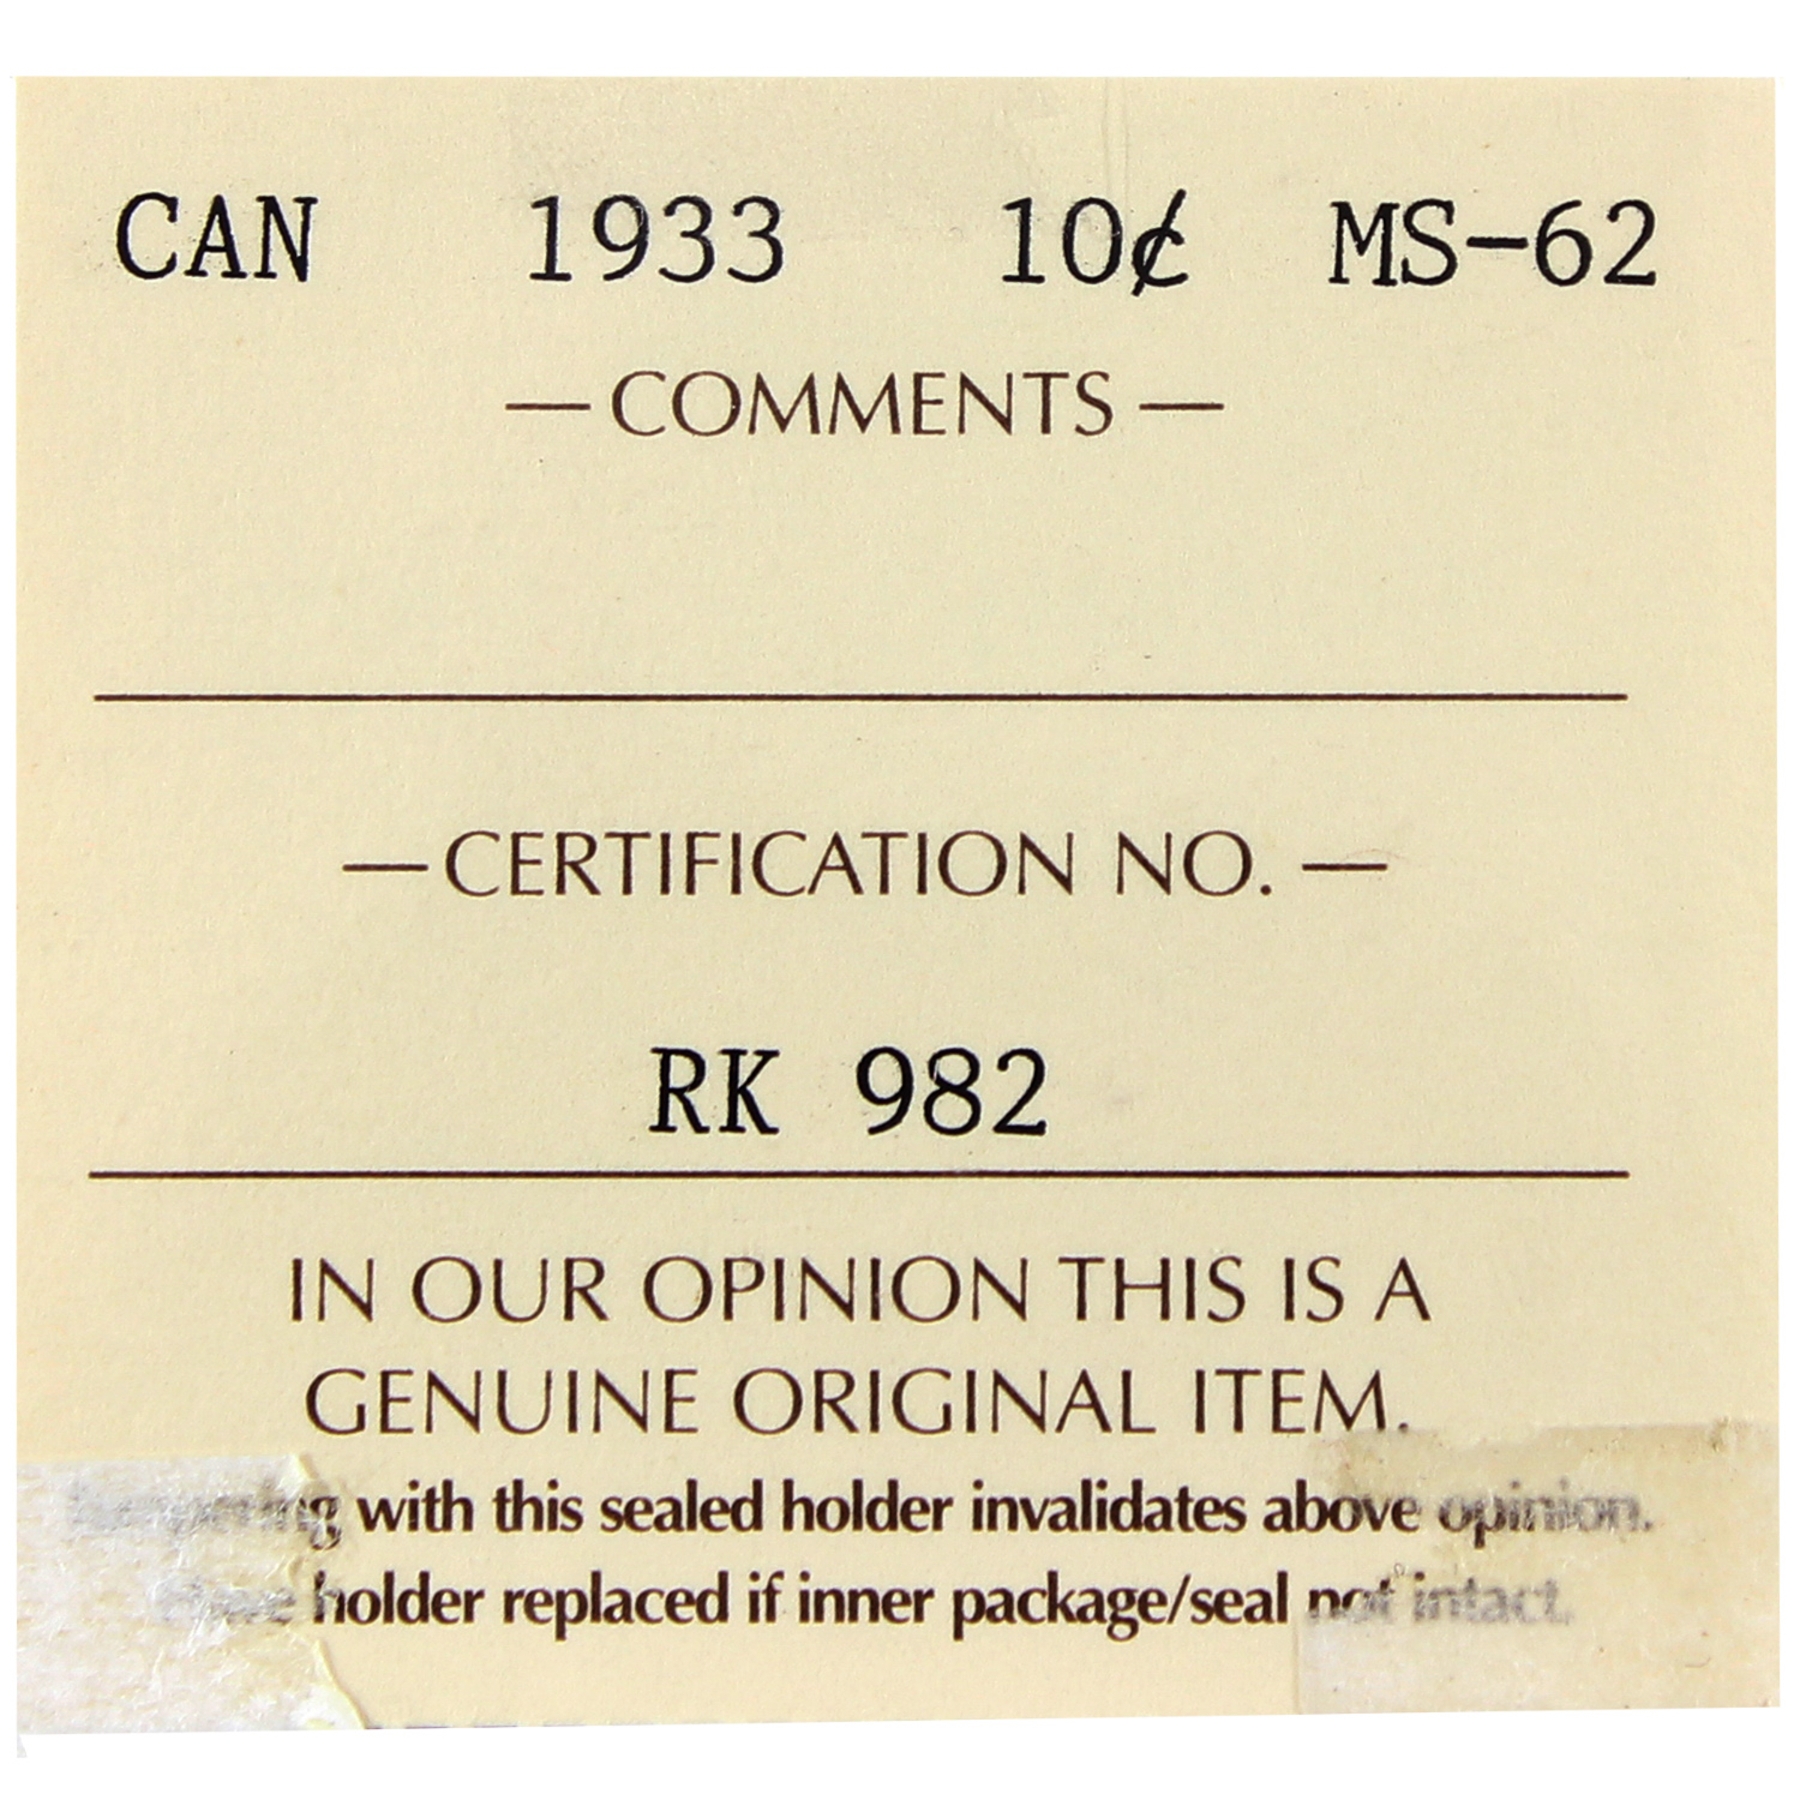 CAN 1933 10¢ MS-62
—COMMENTS—
—CERTIFICATION NO.—
RK 982
IN OUR OPINION THIS IS A
GENUINE ORIGINAL ITEM.
with this sealed holder invalidates above opinion.
holder replaced if inner package/seal not intact.